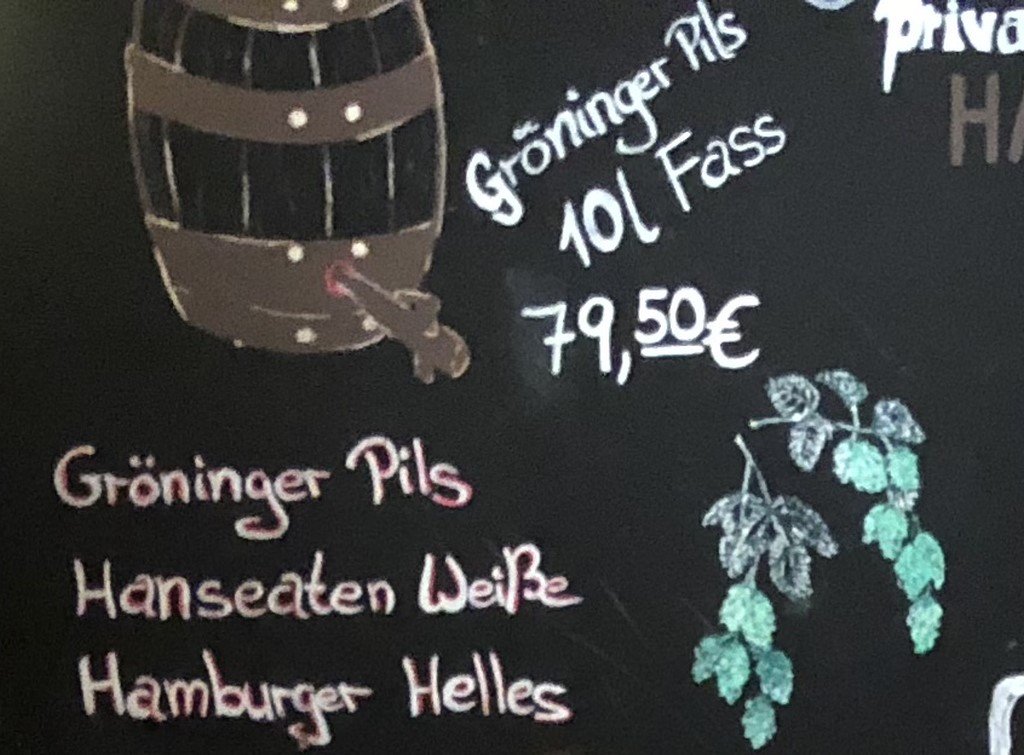 Gröninger Pils
10l Fass
79,50€
Gröninger Pils
Hanseaten Weiße
Hamburger Helles